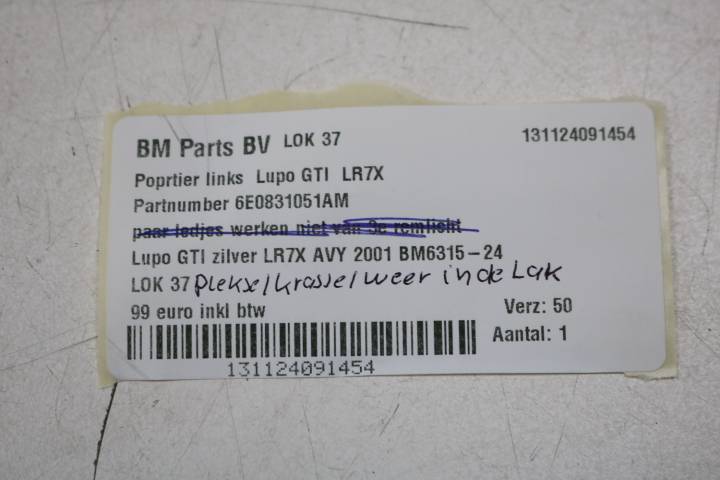 BM Parts BV LOK 37 131124091454
Poprtier links Lupo GTI LR7X
Partnumber 6E0831051AM
paar ledjes werken niet van 3e remlicht
Lupo GTI zilver LR7X AVY 2001 BM6315-24
LOK 37 plekje/krasje/weer in de Lak
99 euro inkl btw Verz: 50
Aantal: 1
131124091454